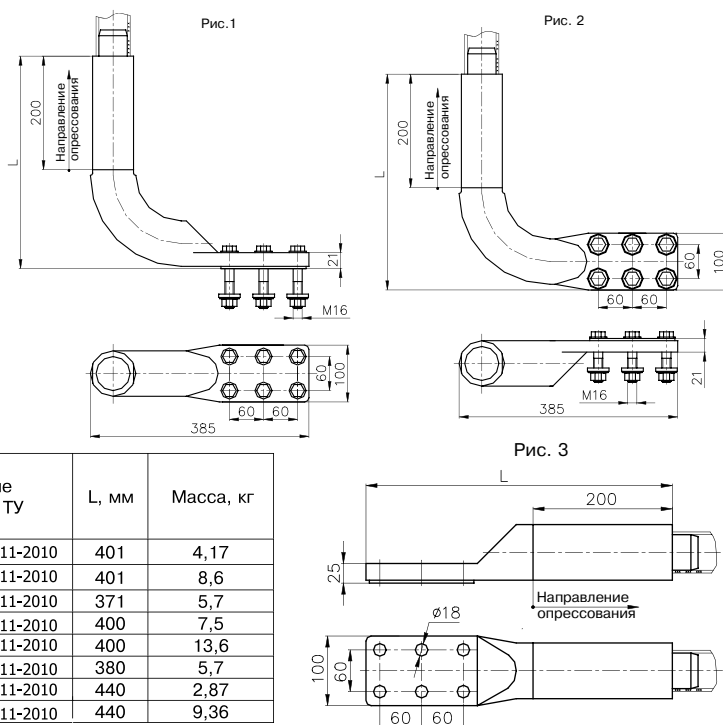 Рис.1
L
200
Направление
опрессования
21
M16
60
100
60 60
385
Рис. 2
L
200
Направление
опрессования
60
100
60 60
M16
21
385
ТУ
L, мм
Масса, кг
11-2010 401 4,17
11-2010 401 8,6
11-2010 371 5,7
11-2010 400 7,5
11-2010 400 13,6
11-2010 380 5,7
11-2010 440 2,87
11-2010 440 9,36
Рис. 3
L
200
25
Направление
опрессования
ø18
100
60
60 60